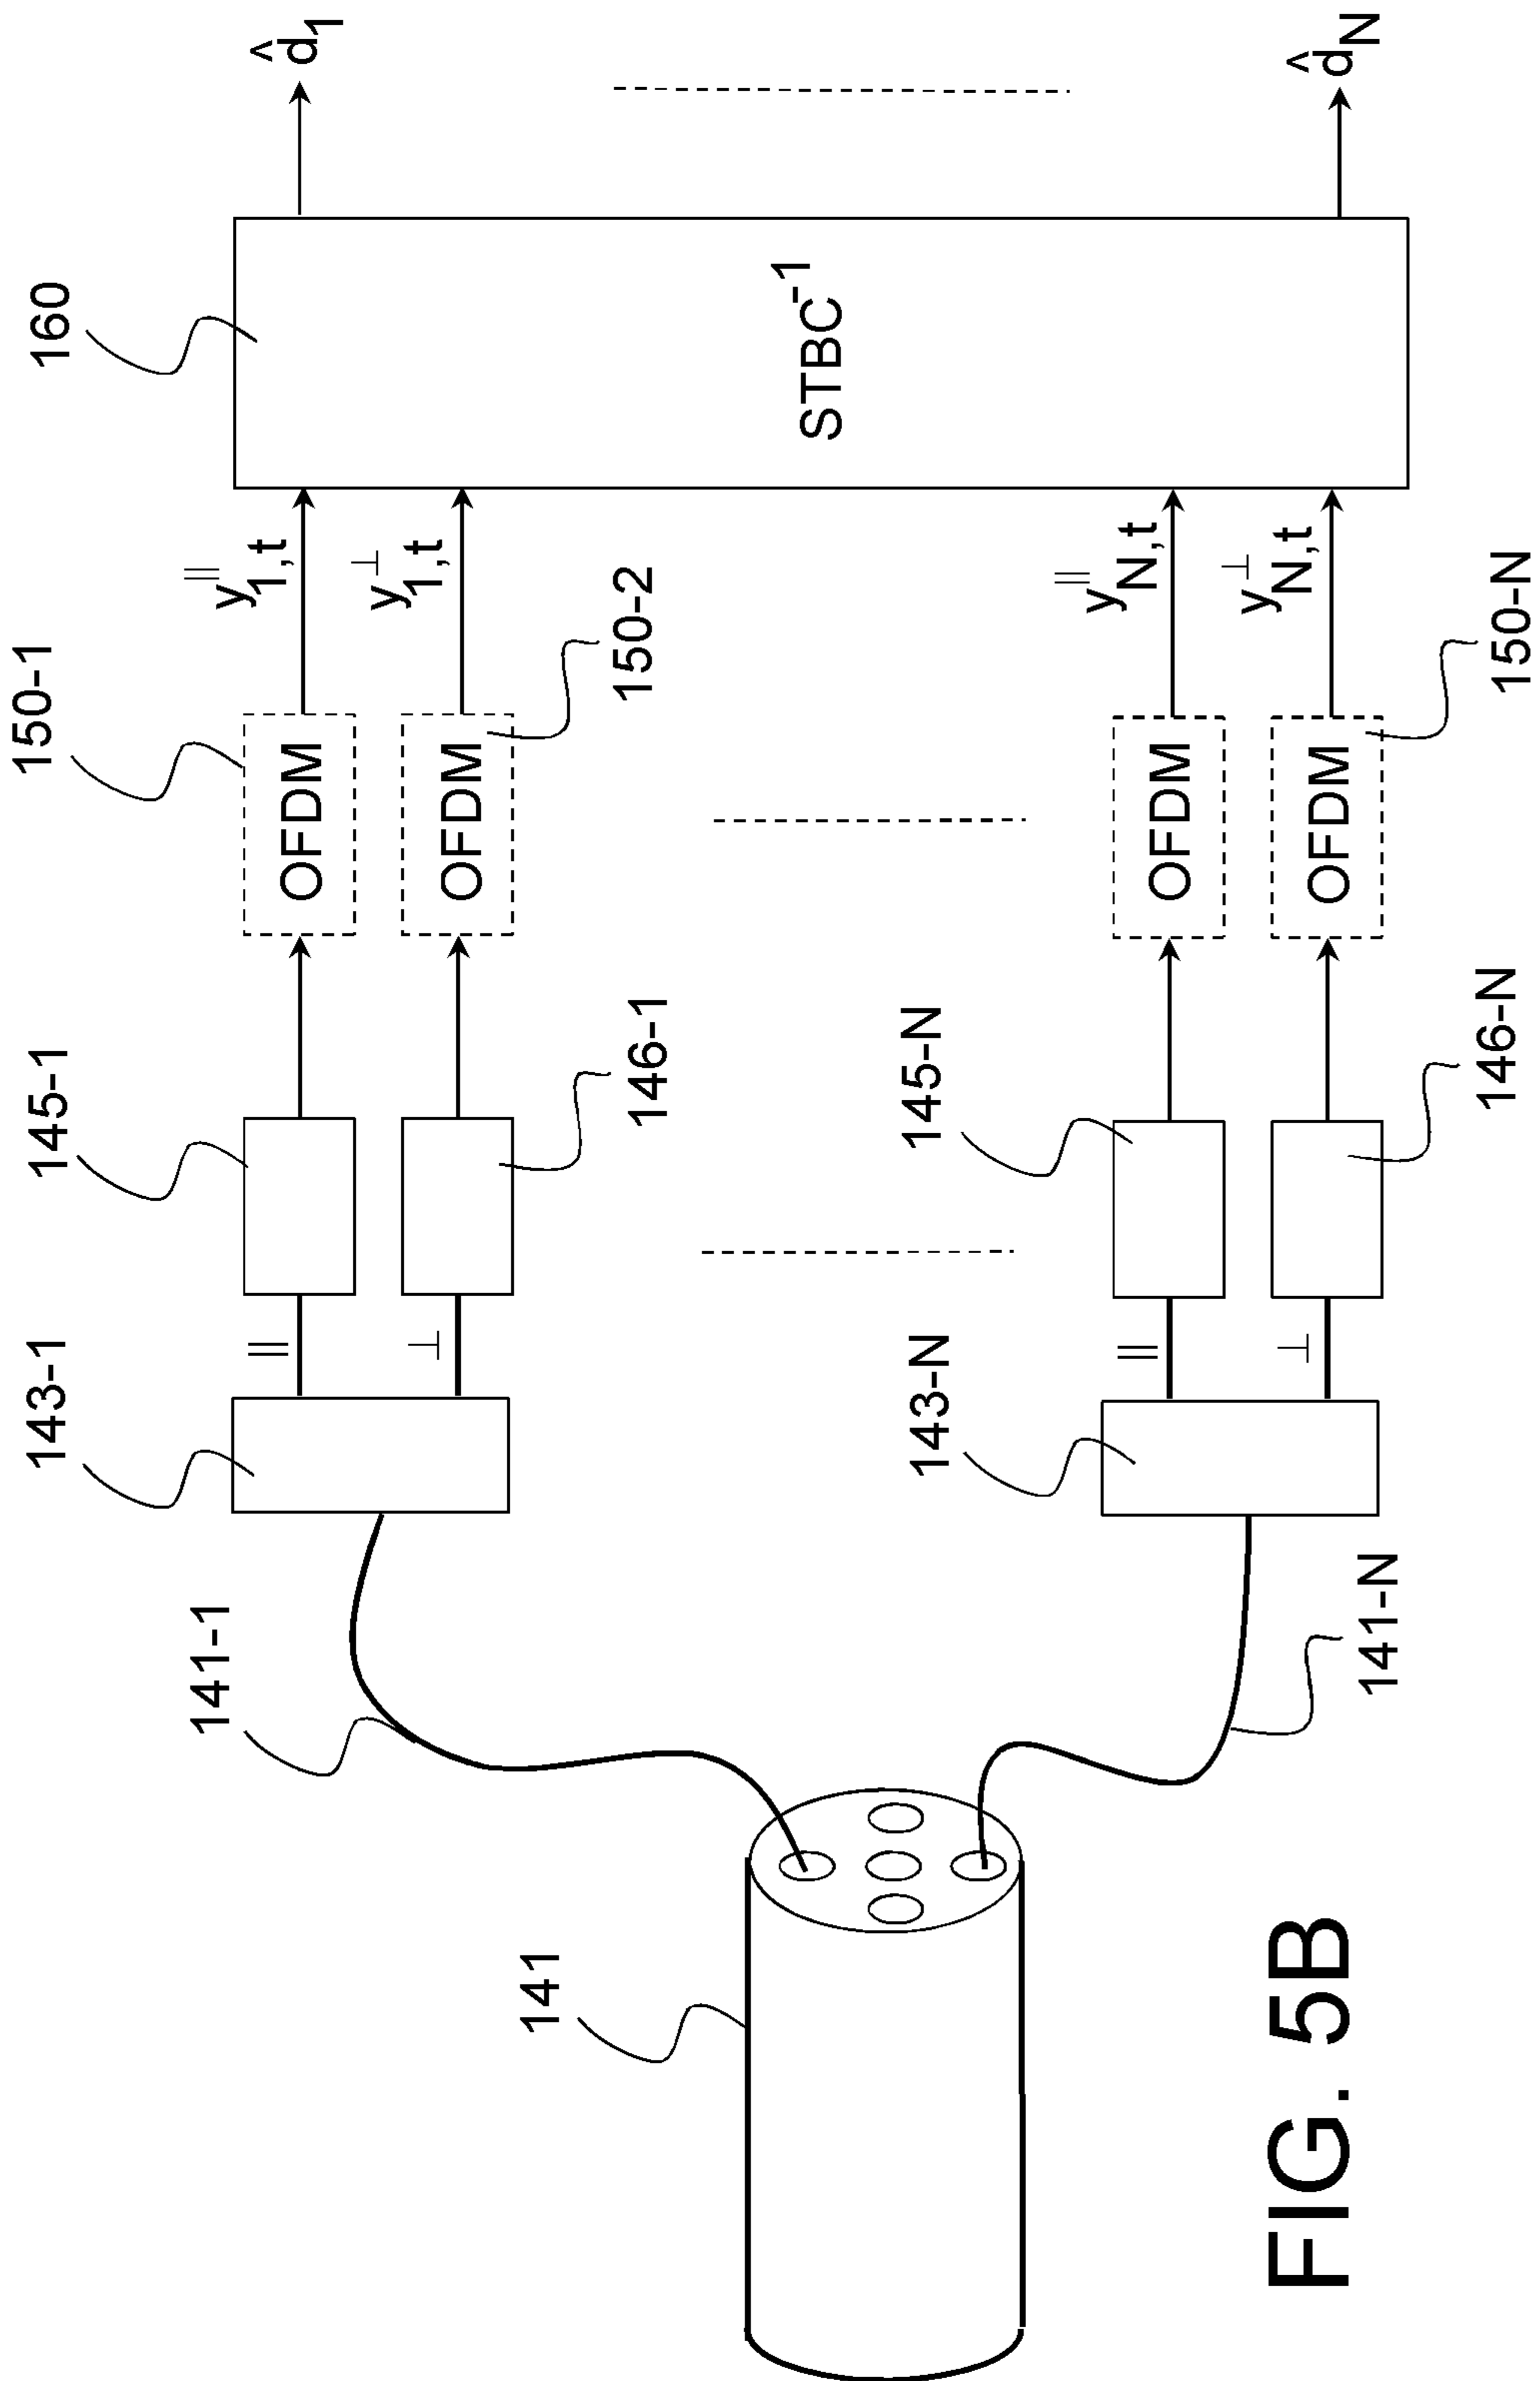 160
150-1
145-1
143-1
141-1
141
d̂1
y‖1,t
OFDM
‖
y⊥1,t
OFDM
⊥
150-2
146-1
STBC-1
145-N
143-N
y‖N,t
OFDM
‖
d̂N
y⊥N,t
OFDM
⊥
141-N
150-N
146-N
FIG. 5B